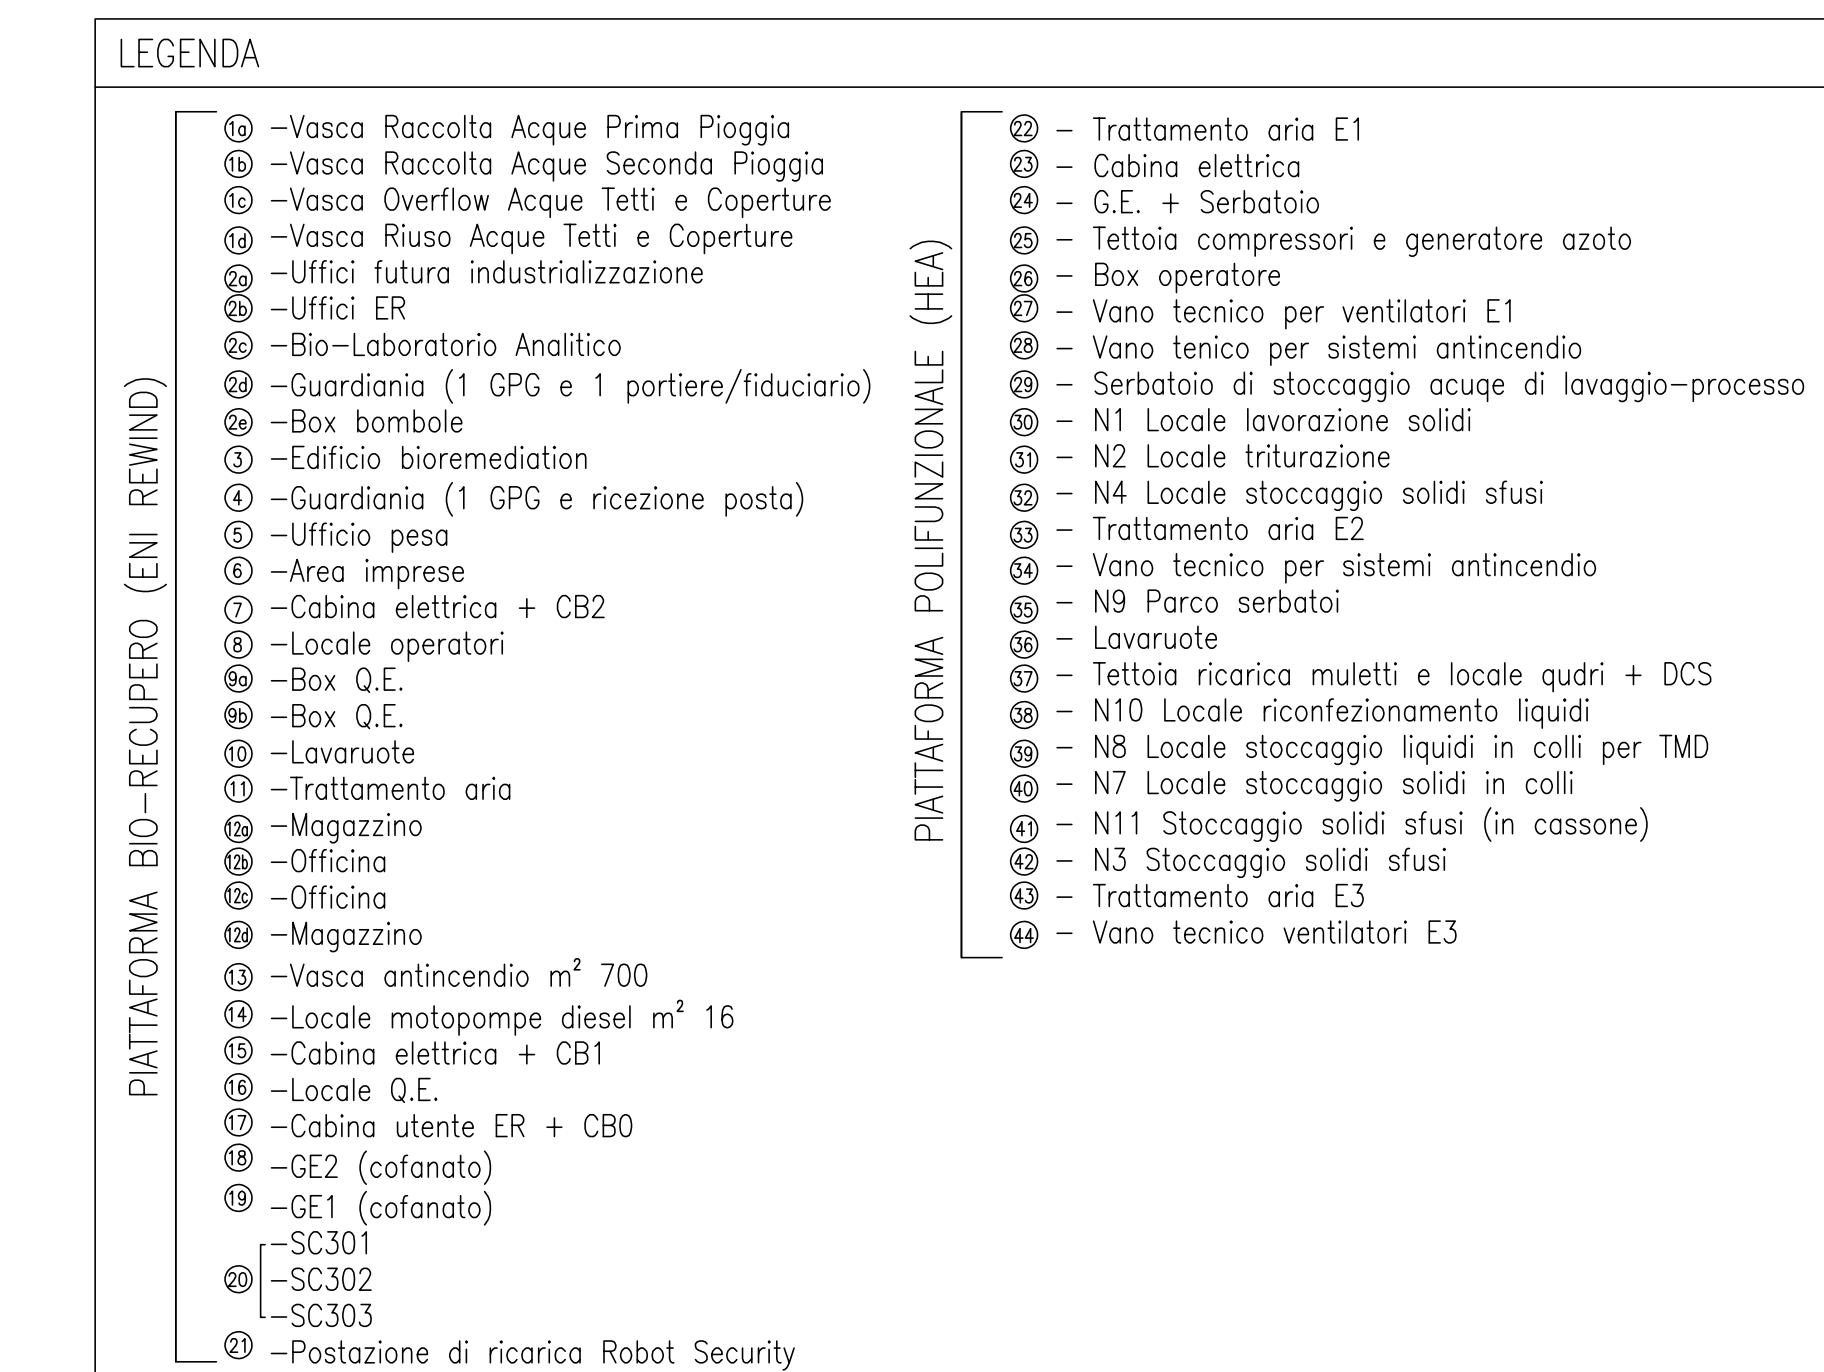 LEGENDA
PIATTAFORMA BIO-RECUPERO (ENI REWIND)
1a -Vasca Raccolta Acque Prima Pioggia
1b -Vasca Raccolta Acque Seconda Pioggia
1c -Vasca Overflow Acque Tetti e Coperture
1d -Vasca Riuso Acque Tetti e Coperture
2a -Uffici futura industrializzazione
2b -Uffici ER
2c -Bio-Laboratorio Analitico
2d -Guardiania (1 GPG e 1 portiere/fiduciario)
2e -Box bombole
3 -Edificio bioremediation
4 -Guardiania (1 GPG e ricezione posta)
5 -Ufficio pesa
6 -Area imprese
7 -Cabina elettrica + CB2
8 -Locale operatori
9a -Box Q.E.
9b -Box Q.E.
10 -Lavaruote
11 -Trattamento aria
12a -Magazzino
12b -Officina
12c -Officina
12d -Magazzino
13 -Vasca antincendio m² 700
14 -Locale motopompe diesel m² 16
15 -Cabina elettrica + CB1
16 -Locale Q.E.
17 -Cabina utente ER + CB0
18 -GE2 (cofanato)
19 -GE1 (cofanato)
-SC301
20 -SC302
-SC303
21 -Postazione di ricarica Robot Security
PIATTAFORMA POLIFUNZIONALE (HEA)
22 - Trattamento aria E1
23 - Cabina elettrica
24 - G.E. + Serbatoio
25 - Tettoia compressori e generatore azoto
26 - Box operatore
27 - Vano tecnico per ventilatori E1
28 - Vano tenico per sistemi antincendio
29 - Serbatoio di stoccaggio acuqe di lavaggio-processo
30 - N1 Locale lavorazione solidi
31 - N2 Locale triturazione
32 - N4 Locale stoccaggio solidi sfusi
33 - Trattamento aria E2
34 - Vano tecnico per sistemi antincendio
35 - N9 Parco serbatoi
36 - Lavaruote
37 - Tettoia ricarica muletti e locale qudri + DCS
38 - N10 Locale riconfezionamento liquidi
39 - N8 Locale stoccaggio liquidi in colli per TMD
40 - N7 Locale stoccaggio solidi in colli
41 - N11 Stoccaggio solidi sfusi (in cassone)
42 - N3 Stoccaggio solidi sfusi
43 - Trattamento aria E3
44 - Vano tecnico ventilatori E3